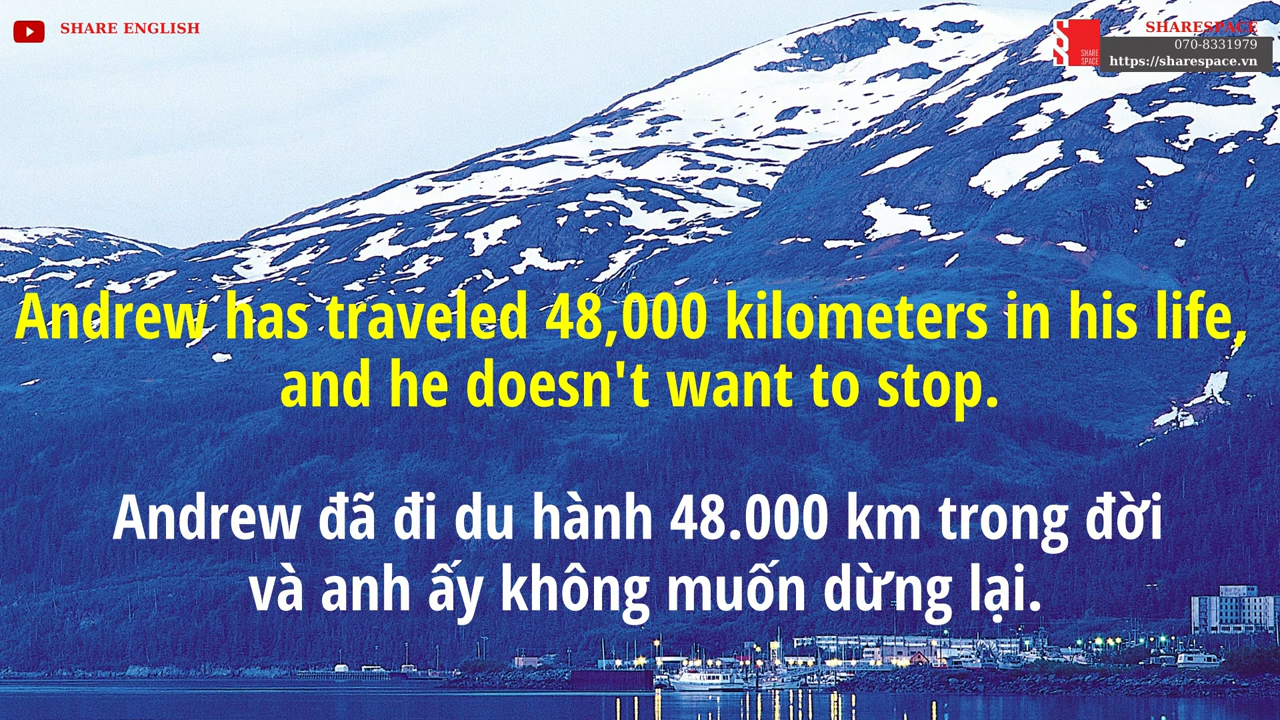 SHARE ENGLISH
SHARESPACE
070-8331979
https://sharespace.vn
SHARE
SPACE
Andrew has traveled 48,000 kilometers in his life,
and he doesn't want to stop.
Andrew đã đi du hành 48.000 km trong đời
và anh ấy không muốn dừng lại.